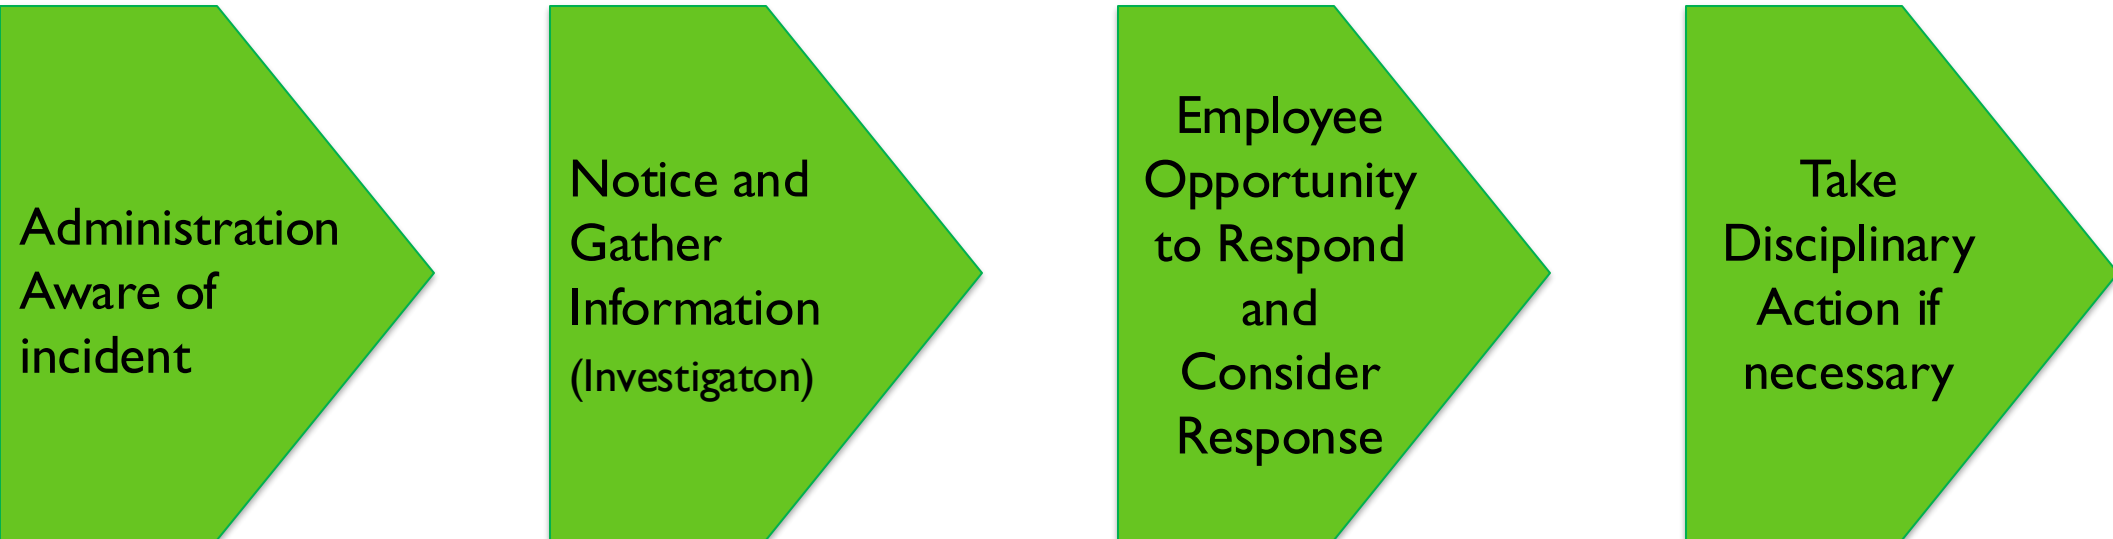 Administration
Aware of
incident
Notice and
Gather
Information
(Investigaton)
Employee
Opportunity
to Respond
and
Consider
Response
Take
Disciplinary
Action if
necessary